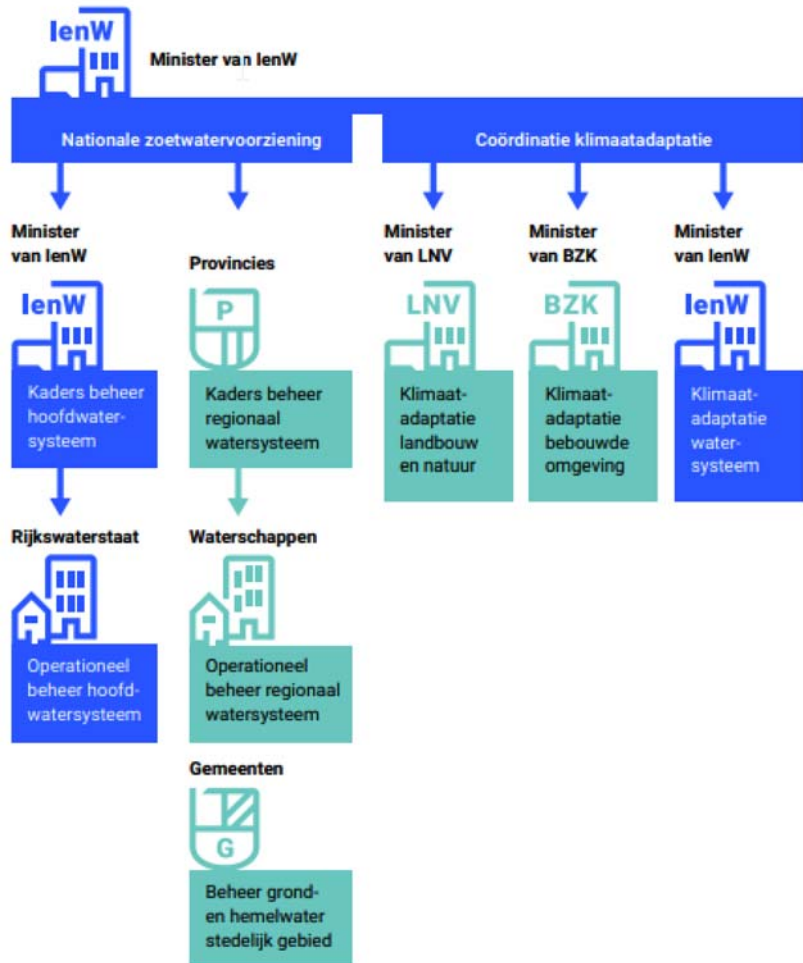 IenW
Minister van IenW
Nationale zoetwatervoorziening
Coördinatie klimaatadaptatie
Minister
van IenW
IenW
Kaders beheer
hoofdwater-
systeem
Provincies
P
Kaders beheer
regionaal
watersysteem
Minister
van LNV
LNV
Klimaat-
adaptatie
landbouw
en natuur
Minister
van BZK
BZK
Klimaat-
adaptatie
bebouwde
omgeving
Minister
van IenW
IenW
Klimaat-
adaptatie
water-
systeem
Rijkswaterstaat
Operationeel
beheer hoofd-
watersysteem
Waterschappen
Operationeel
beheer regionaal
watersysteem
Gemeenten
G
Beheer grond-
en hemelwater
stedelijk gebied